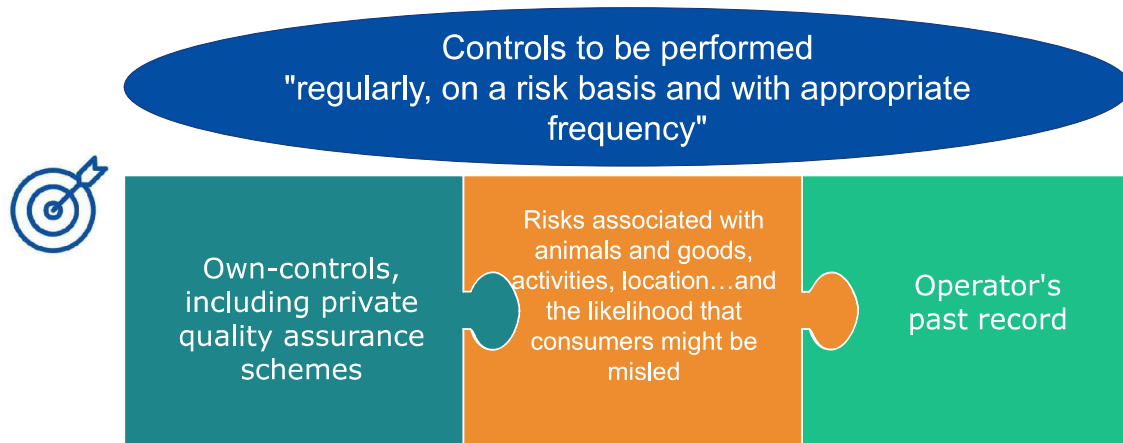 Controls to be performed
"regularly, on a risk basis and with appropriate
frequency"
Own-controls,
including private
quality assurance
schemes
Risks associated with
animals and goods,
activities, location…and
the likelihood that
consumers might be
misled
Operator's
past record